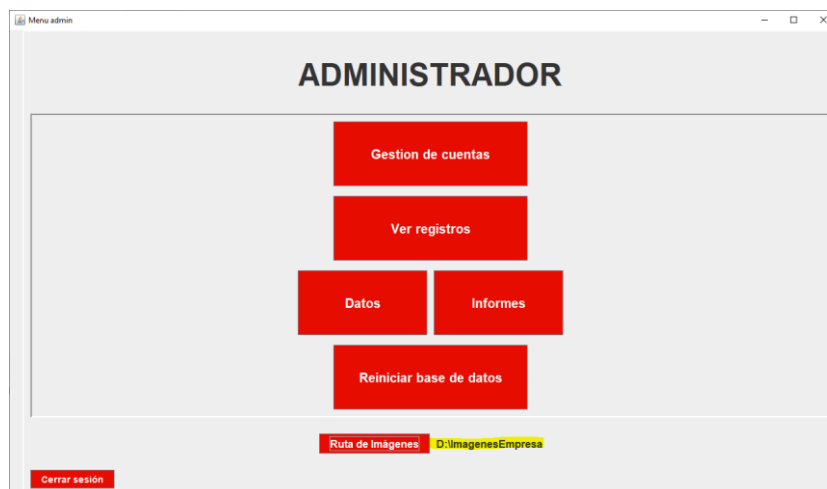 Menu admin
ADMINISTRADOR
Gestion de cuentas
Ver registros
Datos Informes
Reiniciar base de datos
Ruta de Imágenes D:\ImagenesEmpresa
Cerrar sesión